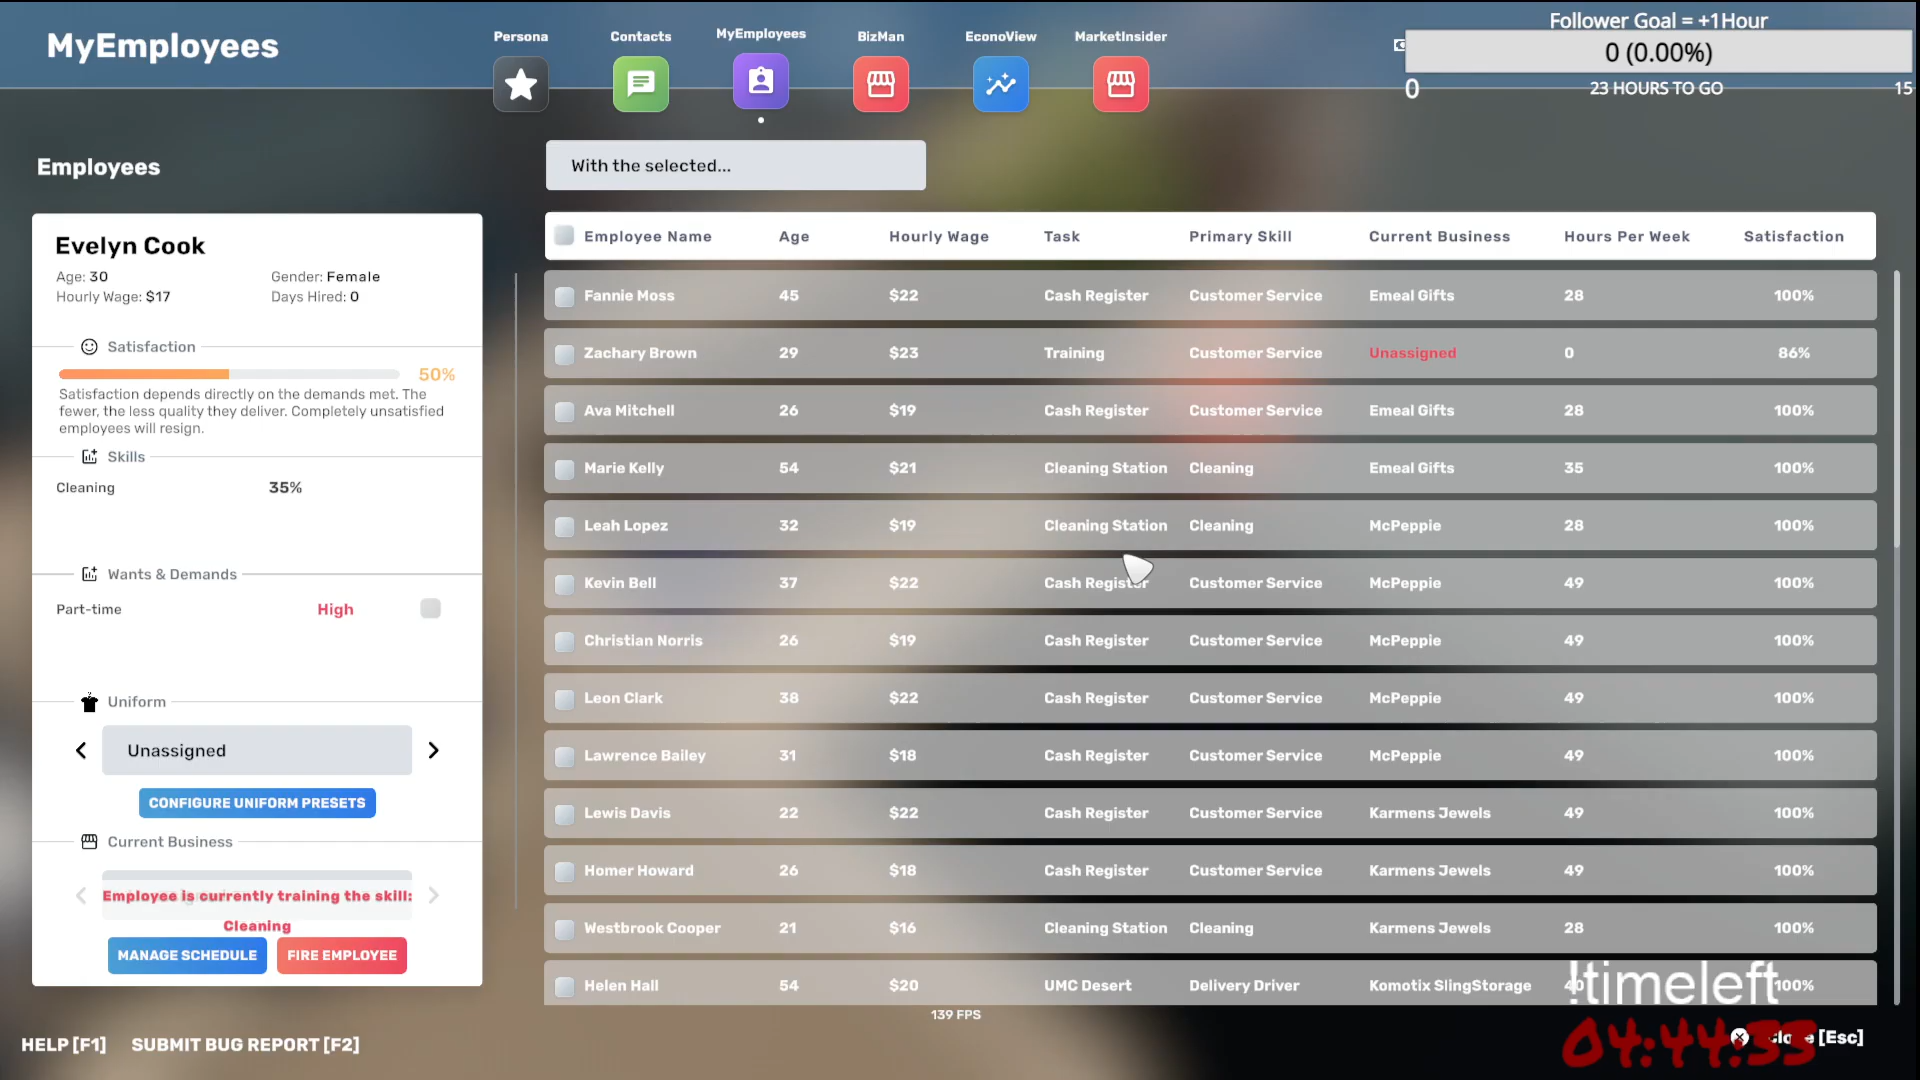 MyEmployees
Persona
Contacts
MyEmployees
BizMan
EconoView
MarketInsider
Follower Goal = +1Hour
0 (0.00%)
0
23 HOURS TO GO
15
Employees
With the selected...
Evelyn Cook
Age: 30
Gender: Female
Hourly Wage: $17
Days Hired: 0
Satisfaction
50%
Satisfaction depends directly on the demands met. The
fewer, the less quality they deliver. Completely unsatisfied
employees will resign.
Skills
Cleaning 35%
Wants & Demands
Part-time High
Uniform
Unassigned
CONFIGURE UNIFORM PRESETS
Current Business
Employee is currently training the skill:
Cleaning
MANAGE SCHEDULE
FIRE EMPLOYEE
Employee Name Age Hourly Wage Task Primary Skill Current Business Hours Per Week Satisfaction
Fannie Moss 45 $22 Cash Register Customer Service Emeal Gifts 28 100%
Zachary Brown 29 $23 Training Customer Service Unassigned 0 86%
Ava Mitchell 26 $19 Cash Register Customer Service Emeal Gifts 28 100%
Marie Kelly 54 $21 Cleaning Station Cleaning Emeal Gifts 35 100%
Leah Lopez 32 $19 Cleaning Station Cleaning McPeppie 28 100%
Kevin Bell 37 $22 Cash Register Customer Service McPeppie 49 100%
Christian Norris 26 $19 Cash Register Customer Service McPeppie 49 100%
Leon Clark 38 $22 Cash Register Customer Service McPeppie 49 100%
Lawrence Bailey 31 $18 Cash Register Customer Service McPeppie 49 100%
Lewis Davis 22 $22 Cash Register Customer Service Karmens Jewels 49 100%
Homer Howard 26 $18 Cash Register Customer Service Karmens Jewels 49 100%
Westbrook Cooper 21 $16 Cleaning Station Cleaning Karmens Jewels 28 100%
Helen Hall 54 $20 UMC Desert Delivery Driver Komotix SlingStorage 40 100%
!timeleft
139 FPS
04:44:33
HELP [F1]
SUBMIT BUG REPORT [F2]
Close [Esc]